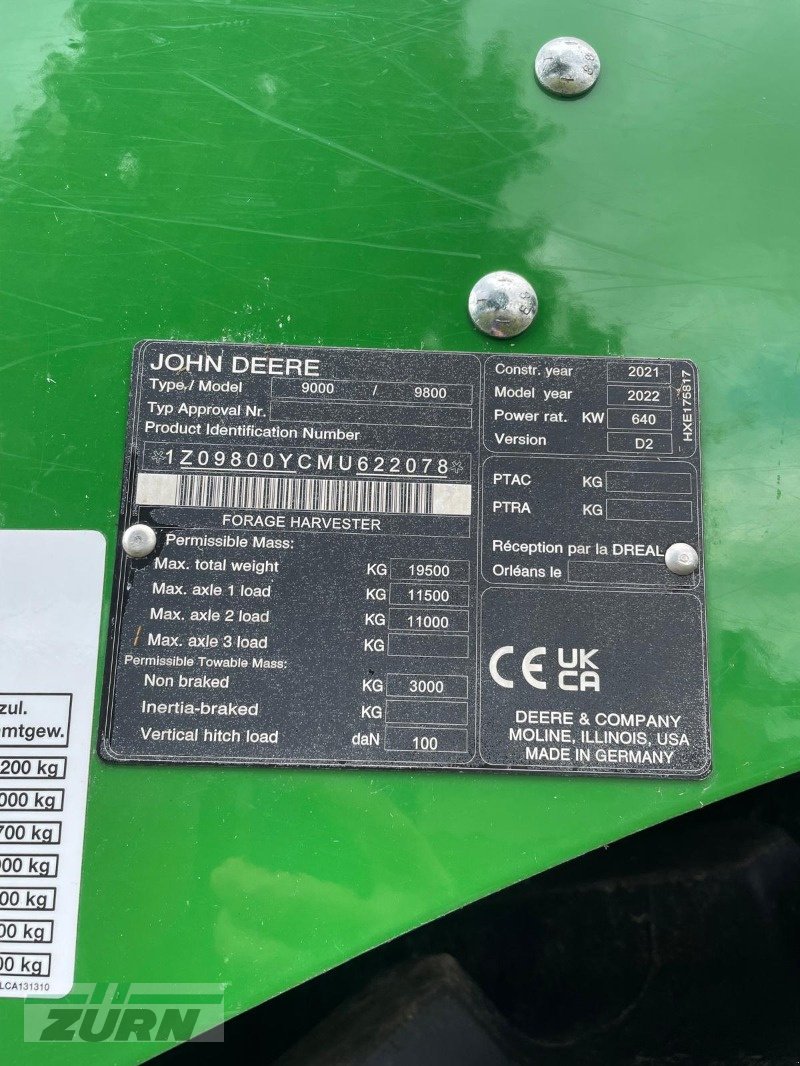 JOHN DEERE
Type / Model 9000 / 9800
Typ Approval Nr.
Product Identification Number
*1Z09800YCMU622078*
FORAGE HARVESTER
Permissible Mass:
Max. total weight KG 19500
Max. axle 1 load KG 11500
Max. axle 2 load KG 11000
Max. axle 3 load KG
Permissible Towable Mass:
Non braked KG 3000
Inertia-braked KG
Vertical hitch load daN 100
Constr. year 2021
Model year 2022
Power rat. KW 640
Version D2
HXE175817
PTAC KG
PTRA KG
Réception par la DREAL
Orléans le
CE UK
CA
DEERE & COMPANY
MOLINE, ILLINOIS, USA
MADE IN GERMANY
zul.
mtgew.
200 kg
000 kg
700 kg
00 kg
00 kg
00 kg
00 kg
LCA131310
ZÜRN